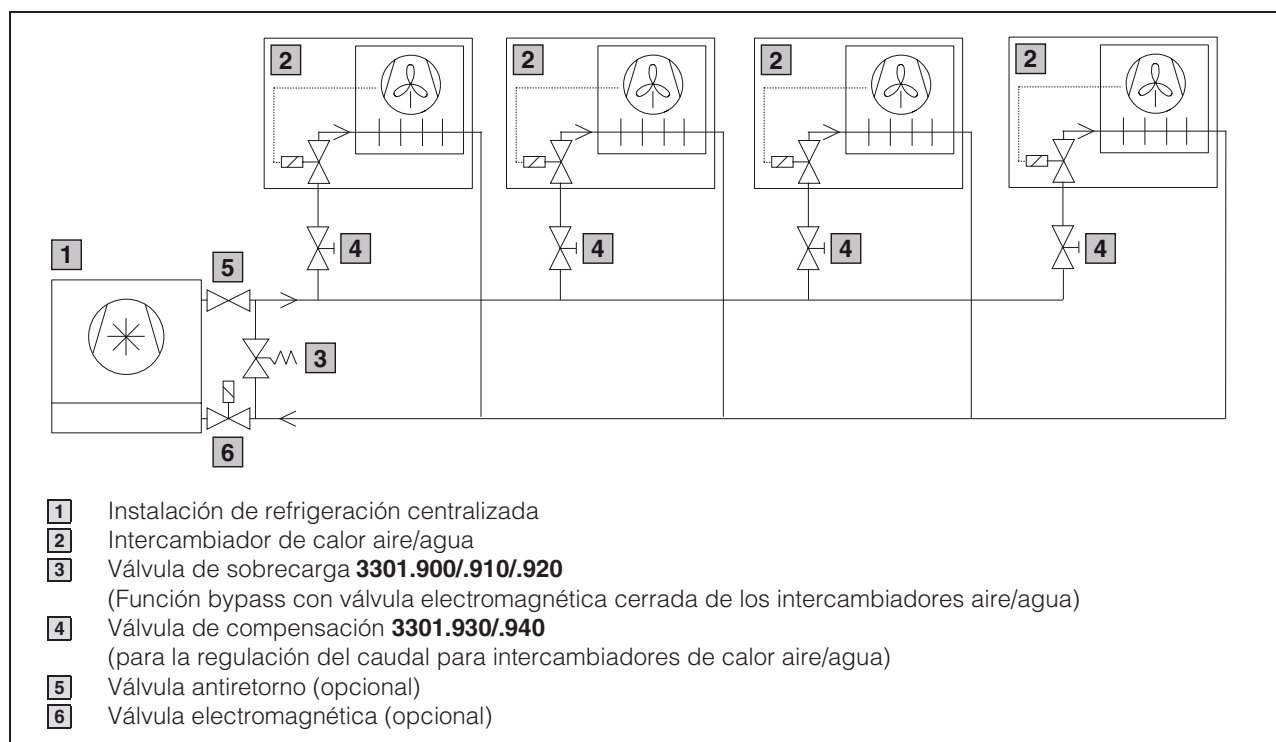 2 2 2 2
4 4 4 4
1
5
3
6
1 Instalación de refrigeración centralizada
2 Intercambiador de calor aire/agua
3 Válvula de sobrecarga 3301.900/.910/.920
(Función bypass con válvula electromagnética cerrada de los intercambiadores aire/agua)
4 Válvula de compensación 3301.930/.940
(para la regulación del caudal para intercambiadores de calor aire/agua)
5 Válvula antiretorno (opcional)
6 Válvula electromagnética (opcional)